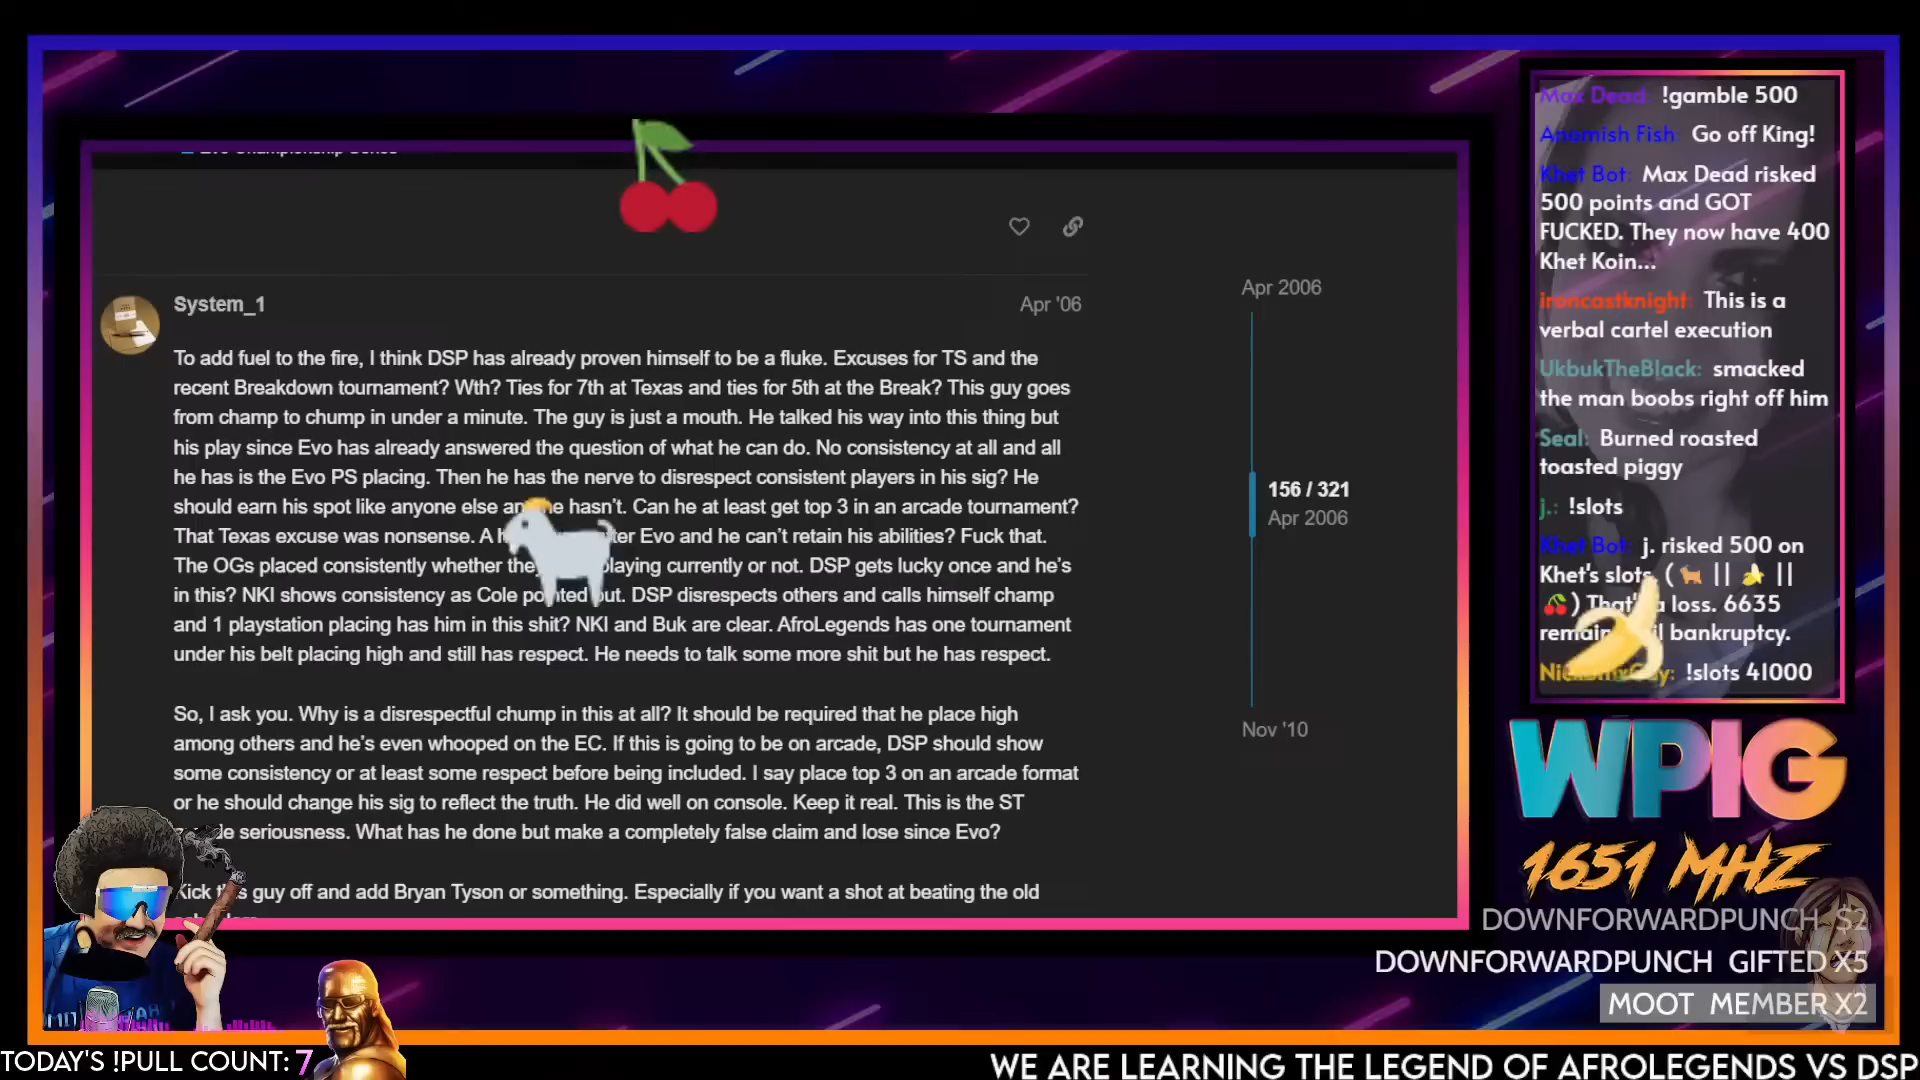 Evo Championship Series
System_1
Apr '06
To add fuel to the fire, I think DSP has already proven himself to be a fluke. Excuses for TS and the
recent Breakdown tournament? Wth? Ties for 7th at Texas and ties for 5th at the Break? This guy goes
from champ to chump in under a minute. The guy is just a mouth. He talked his way into this thing but
his play since Evo has already answered the question of what he can do. No consistency at all and all
he has is the Evo PS placing. Then he has the nerve to disrespect consistent players in his sig? He
should earn his spot like anyone else he hasn't. Can he at least get top 3 in an arcade tournament?
That Texas excuse was nonsense. A Evo and he can't retain his abilities? Fuck that.
The OGs placed consistently whether playing currently or not. DSP gets lucky once and he's
in this? NKI shows consistency as Cole pointed out. DSP disrespects others and calls himself champ
and 1 playstation placing has him in this shit? NKI and Buk are clear. AfroLegends has one tournament
under his belt placing high and still has respect. He needs to talk some more shit but he has respect.
So, I ask you. Why is a disrespectful chump in this at all? It should be required that he place high
among others and he's even whooped on the EC. If this is going to be on arcade, DSP should show
some consistency or at least some respect before being included. I say place top 3 on an arcade format
or he should change his sig to reflect the truth. He did well on console. Keep it real. This is the ST
seriousness. What has he done but make a completely false claim and lose since Evo?
Kick this guy off and add Bryan Tyson or something. Especially if you want a shot at beating the old
Apr 2006
156 / 321
Apr 2006
Nov '10
Max Dead: !gamble 500
Anomish Fish: Go off King!
Khet Bot: Max Dead risked
500 points and GOT
FUCKED. They now have 400
Khet Koin...
ironcastknight: This is a
verbal cartel execution
UkbukTheBlack: smacked
the man boobs right off him
Seal: Burned roasted
toasted piggy
j.: !slots
Khet Bot: j. risked 500 on
Khet's slots. ( 🐕 || 🍌 ||
🍒 ) That's a loss. 6635
bankruptcy.
!slots 41000
WPIG
1651 MHZ
DOWNFORWARDPUNCH $2
DOWNFORWARDPUNCH GIFTED X5
MOOT MEMBER X2
TODAY'S !PULL COUNT: 7
WE ARE LEARNING THE LEGEND OF AFROLEGENDS VS DSP